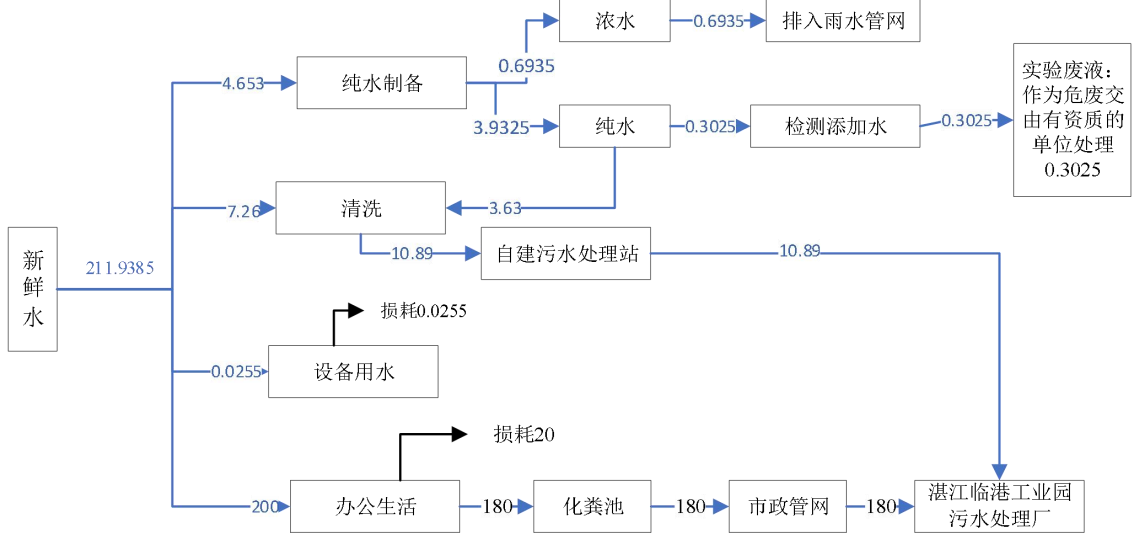 浓水
0.6935
排入雨水管网
0.6935
4.653
纯水制备
3.9325
纯水
0.3025
检测添加水
0.3025
实验废液：
作为危废交
由有资质的
单位处理
0.3025
7.26
清洗
3.63
10.89
自建污水处理站
10.89
新
鲜
水
211.9385
损耗0.0255
0.0255
设备用水
损耗20
200
办公生活
180
化粪池
180
市政管网
180
湛江临港工业园
污水处理厂